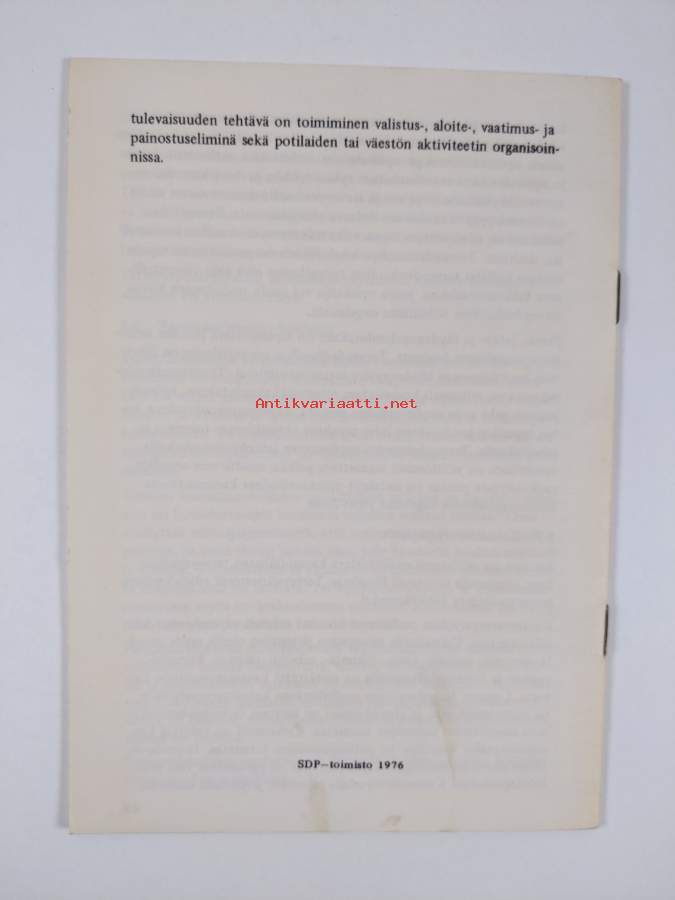 tulevaisuuden tehtävä on toimiminen valistus-, aloite-, vaatimus- ja
painostuseliminä sekä potilaiden tai väestön aktiviteetin organisoin-
nissa.
Antikvariaatti.net
SDP—toimisto 1976